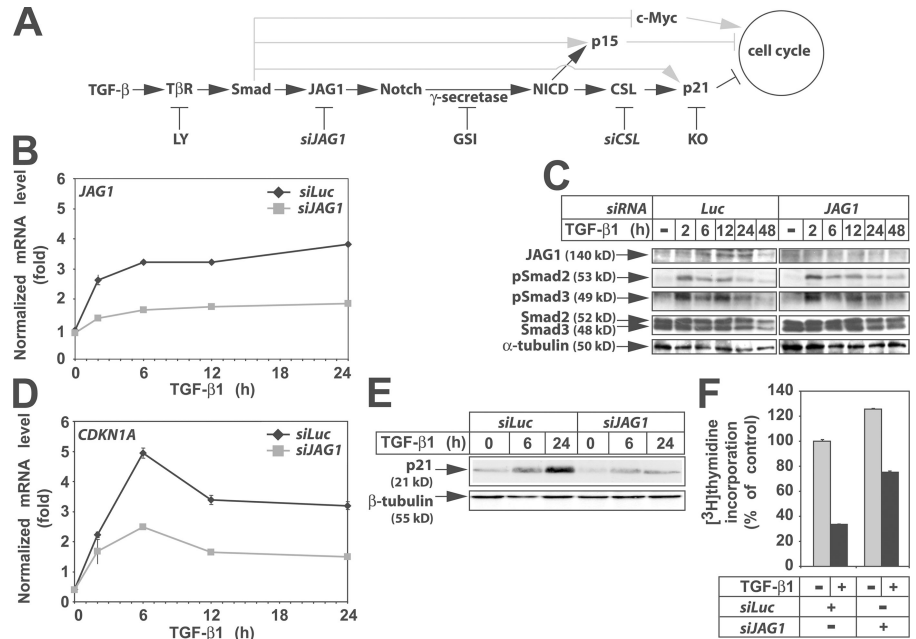 A
c-Myc
p15
cell cycle
TGF-β TβR Smad JAG1 Notch γ-secretase NICD CSL p21
LY siJAG1 GSI siCSL KO
B
JAG1
siLuc
siJAG1
Normalized mRNA level
(fold)
6
5
4
3
2
1
0
0 6 12 18 24
TGF-β1 (h)
C
siRNA Luc JAG1
TGF-β1 (h) - 2 6 12 24 48 - 2 6 12 24 48
JAG1 (140 kD)
pSmad2 (53 kD)
pSmad3 (49 kD)
Smad2 (52 kD)
Smad3 (48 kD)
α-tubulin (50 kD)
D
CDKN1A
siLuc
siJAG1
Normalized mRNA level
(fold)
6
5
4
3
2
1
0
0 6 12 18 24
TGF-β1 (h)
E
siLuc siJAG1
TGF-β1 (h) 0 6 24 0 6 24
p21
(21 kD)
β-tubulin
(55 kD)
F
[³H]thymidine
incorporation
(% of control)
140
120
100
80
60
40
20
0
TGF-β1 - + - +
siLuc + -
siJAG1 - +